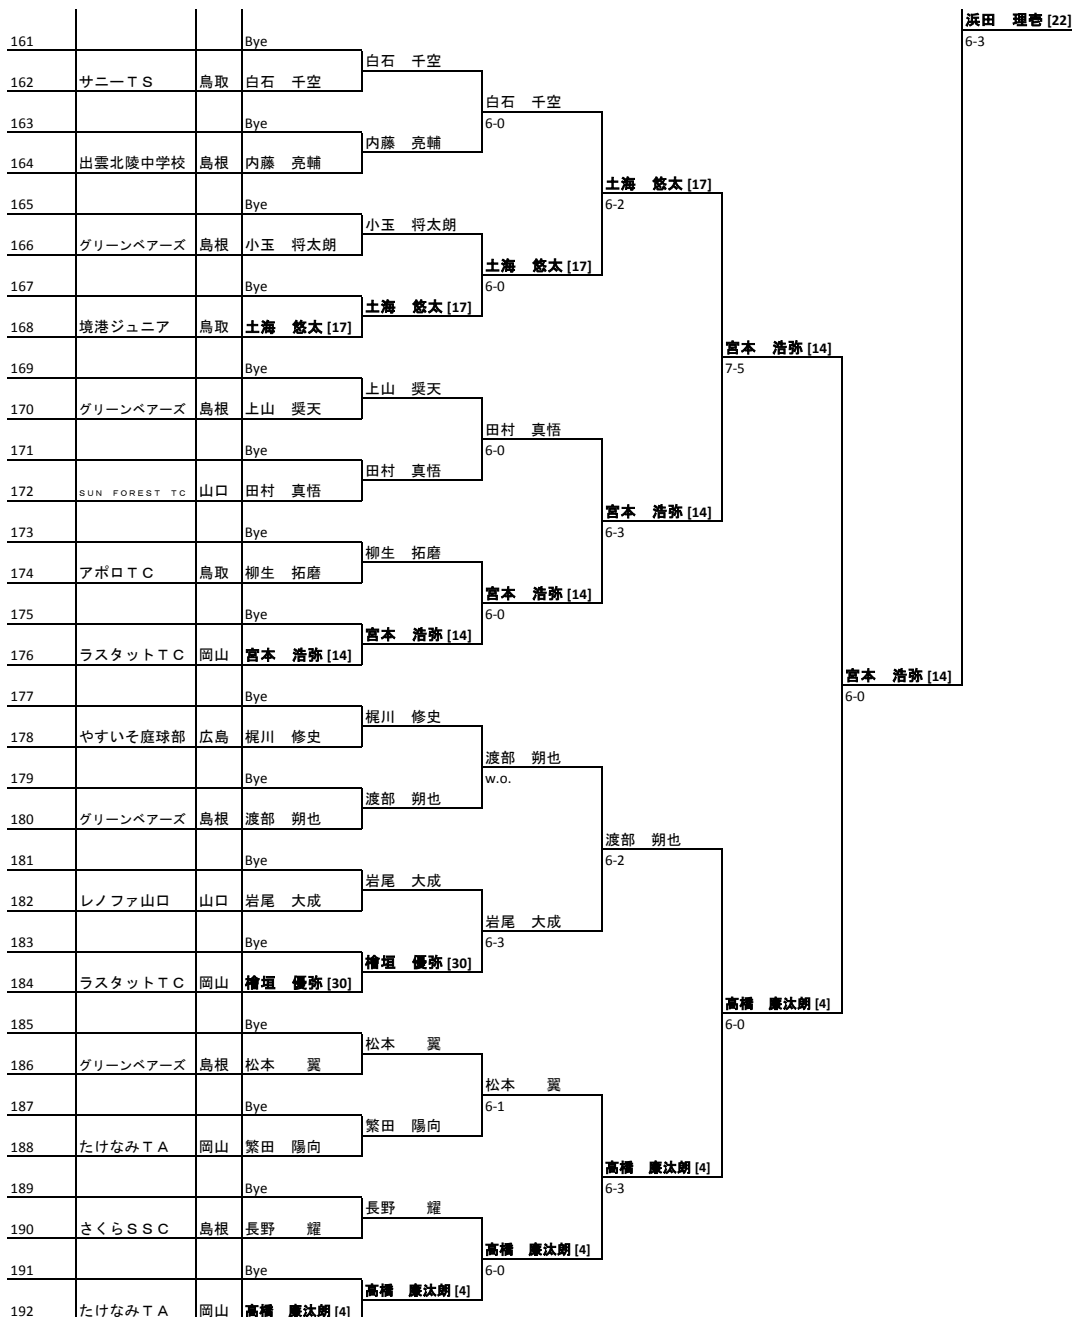 浜田　理壱 [22]
161 Bye 6-3
白石　千空
162 サニーＴＳ 鳥取 白石　千空
白石　千空
163 Bye 6-0
内藤　亮輔
164 出雲北陵中学校 島根 内藤　亮輔
土海　悠太 [17]
165 Bye 6-2
小玉　将太朗
166 グリーンベアーズ 島根 小玉　将太朗
土海　悠太 [17]
167 Bye 6-0
土海　悠太 [17]
168 境港ジュニア 鳥取 土海　悠太 [17]
宮本　浩弥 [14]
169 Bye 7-5
上山　奨天
170 グリーンベアーズ 島根 上山　奨天
田村　真悟
171 Bye 6-0
田村　真悟
172 SUN FOREST TC 山口 田村　真悟
宮本　浩弥 [14]
173 Bye 6-3
柳生　拓磨
174 アポロＴＣ 鳥取 柳生　拓磨
宮本　浩弥 [14]
175 Bye 6-0
宮本　浩弥 [14]
176 ラスタットＴＣ 岡山 宮本　浩弥 [14]
宮本　浩弥 [14]
177 Bye 6-0
梶川　修史
178 やすいそ庭球部 広島 梶川　修史
渡部　朔也
179 Bye w.o.
渡部　朔也
180 グリーンベアーズ 島根 渡部　朔也
渡部　朔也
181 Bye 6-2
岩尾　大成
182 レノファ山口 山口 岩尾　大成
岩尾　大成
183 Bye 6-3
檜垣　優弥 [30]
184 ラスタットＴＣ 岡山 檜垣　優弥 [30]
高橋　廉汰朗 [4]
185 Bye 6-0
松本　　翼
186 グリーンベアーズ 島根 松本　　翼
松本　　翼
187 Bye 6-1
繁田　陽向
188 たけなみＴＡ 岡山 繁田　陽向
高橋　廉汰朗 [4]
189 Bye 6-3
長野　　耀
190 さくらＳＳＣ 島根 長野　　耀
高橋　廉汰朗 [4]
191 Bye 6-0
高橋　廉汰朗 [4]
192 たけなみＴＡ 岡山 高橋　廉汰朗 [4]